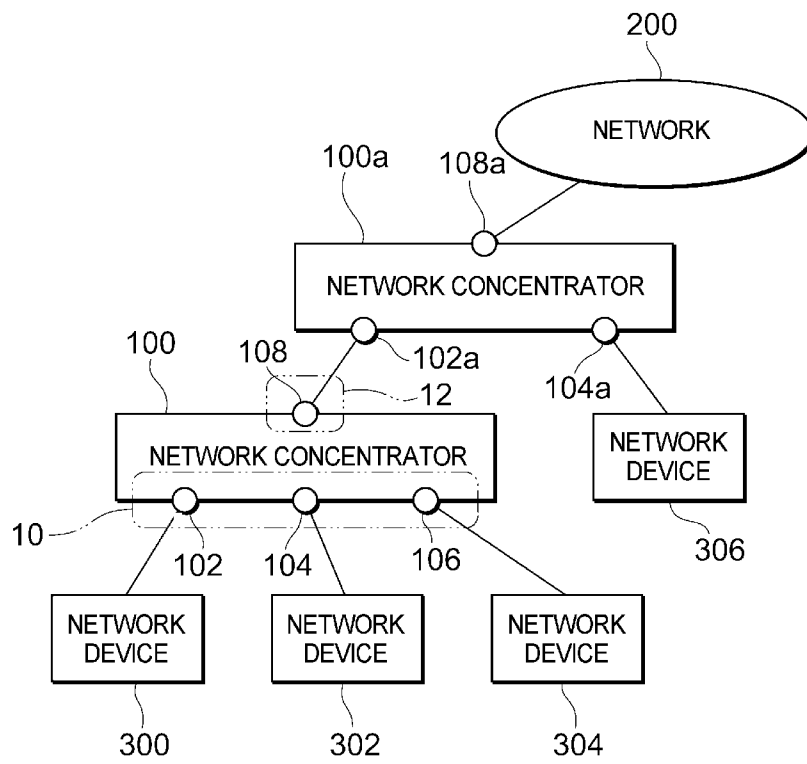 200
NETWORK
100a
108a
NETWORK CONCENTRATOR
100
108
102a
12
104a
NETWORK CONCENTRATOR
NETWORK
DEVICE
10
102
104
106
306
NETWORK
DEVICE
NETWORK
DEVICE
NETWORK
DEVICE
300
302
304